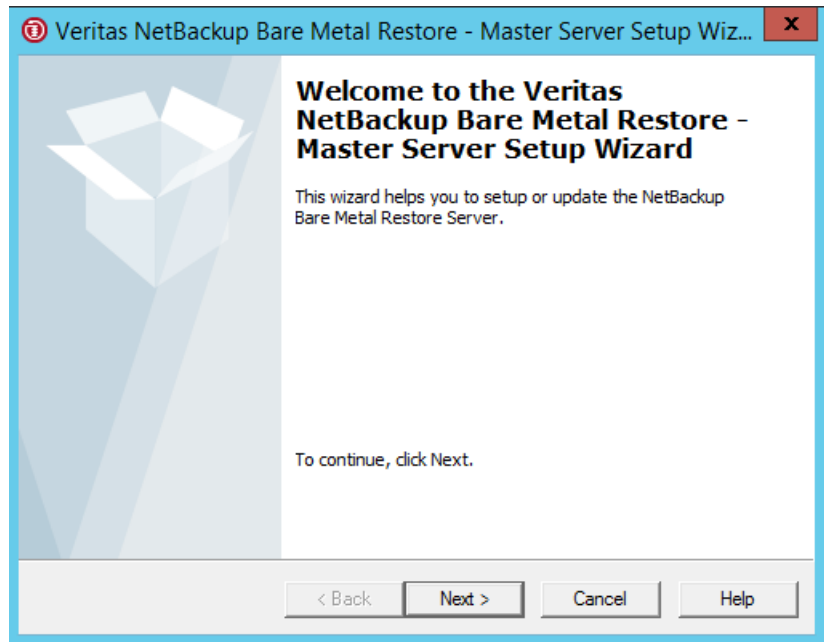 Veritas NetBackup Bare Metal Restore - Master Server Setup Wiz...
x
Welcome to the Veritas
NetBackup Bare Metal Restore -
Master Server Setup Wizard
This wizard helps you to setup or update the NetBackup
Bare Metal Restore Server.
To continue, click Next.
< Back
Next >
Cancel
Help